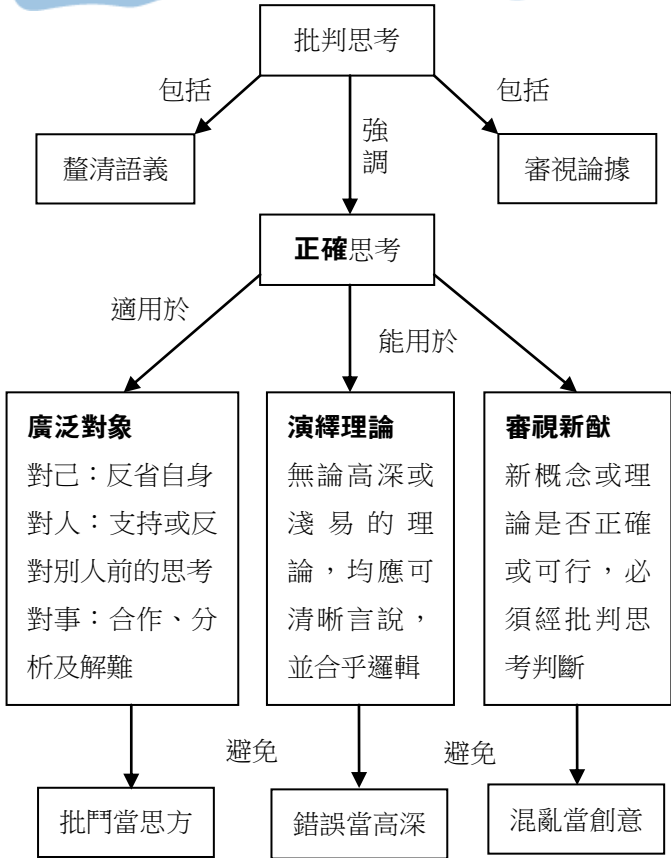 批判思考
包括
包括
強
調
釐清語義
審視論據
正確思考
適用於
能用於
廣泛對象
對己：反省自身
對人：支持或反
對別人前的思考
對事：合作、分
析及解難
演繹理論
無論高深或
淺易的理
論，均應可
清晰言說，
並合乎邏輯
審視新猷
新概念或理
論是否正確
或可行，必
須經批判思
考判斷
避免
避免
批鬥當思方
錯誤當高深
混亂當創意